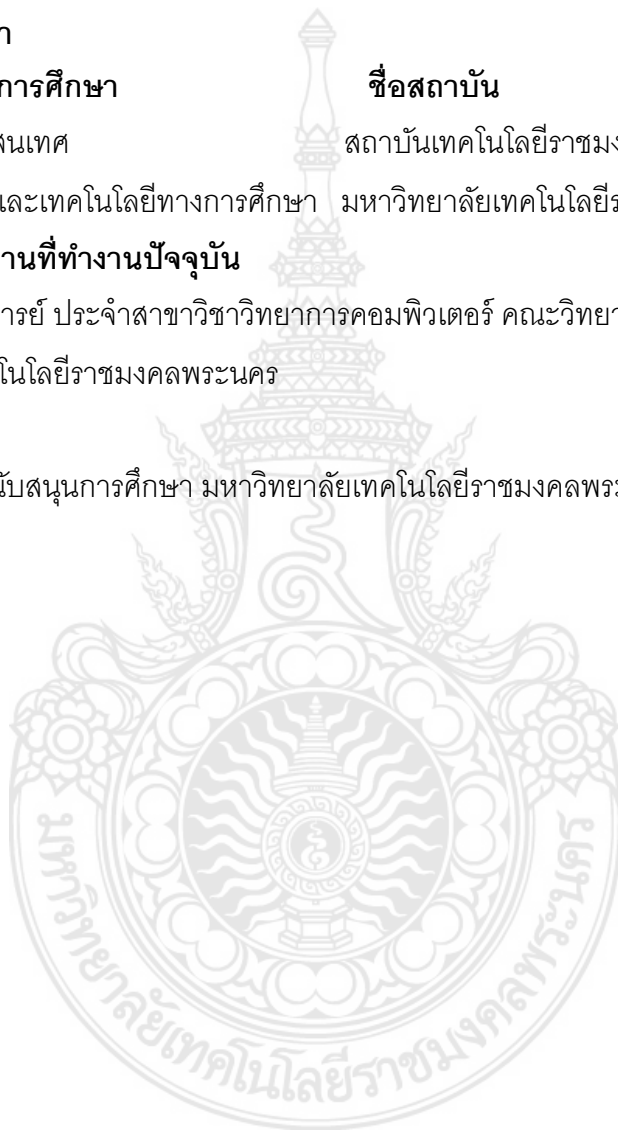 า
การศึกษา ชื่อสถาบัน
สนเทศ สถาบันเทคโนโลยีราชมง
และเทคโนโลยีทางการศึกษา มหาวิทยาลัยเทคโนโลยีร
านที่ทำงานปัจจุบัน
ารย์ ประจำสาขาวิชาวิทยาการคอมพิวเตอร์ คณะวิทยา
โนโลยีราชมงคลพระนคร
นับสนุนการศึกษา มหาวิทยาลัยเทคโนโลยีราชมงคลพระ
มหาวิทยาลัยเทคโนโลยีราชมงคลพระนคร